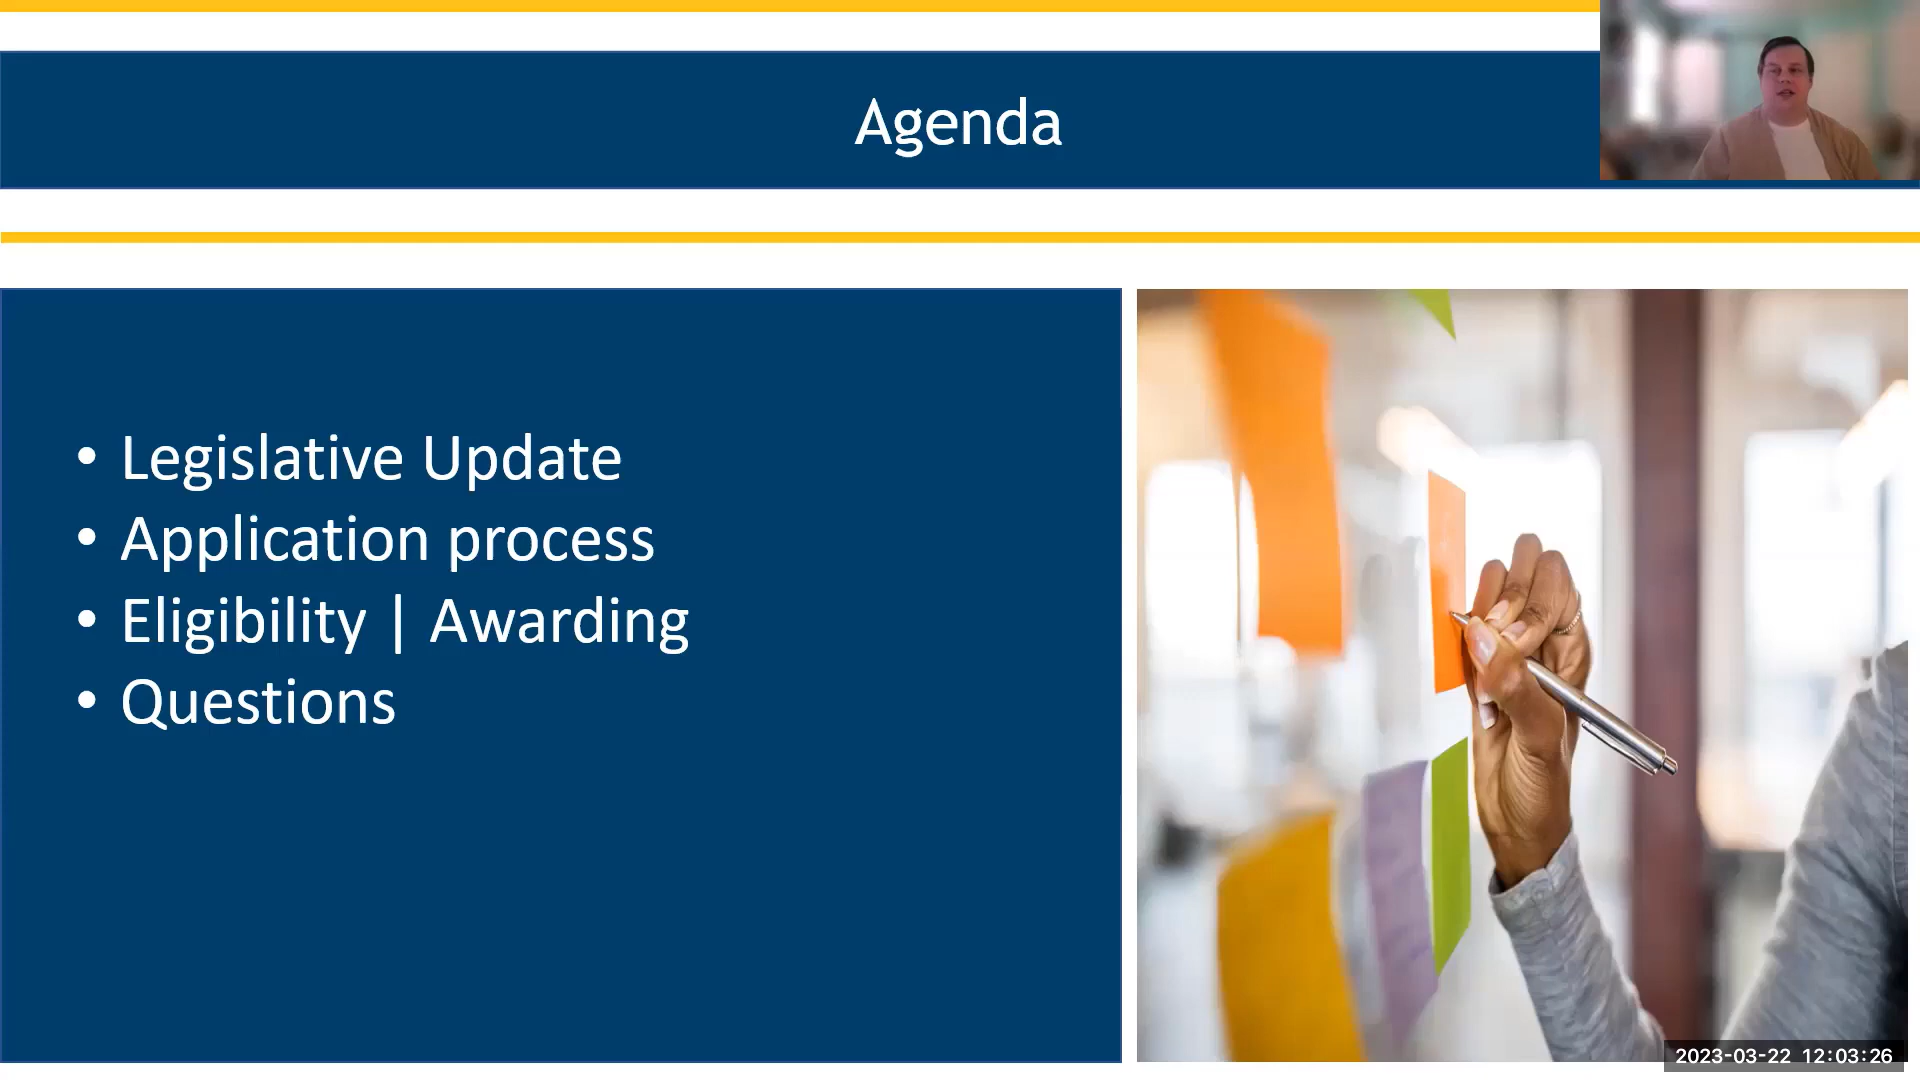 Agenda
• Legislative Update
• Application process
• Eligibility | Awarding
• Questions
2023-03-22 12:03:26